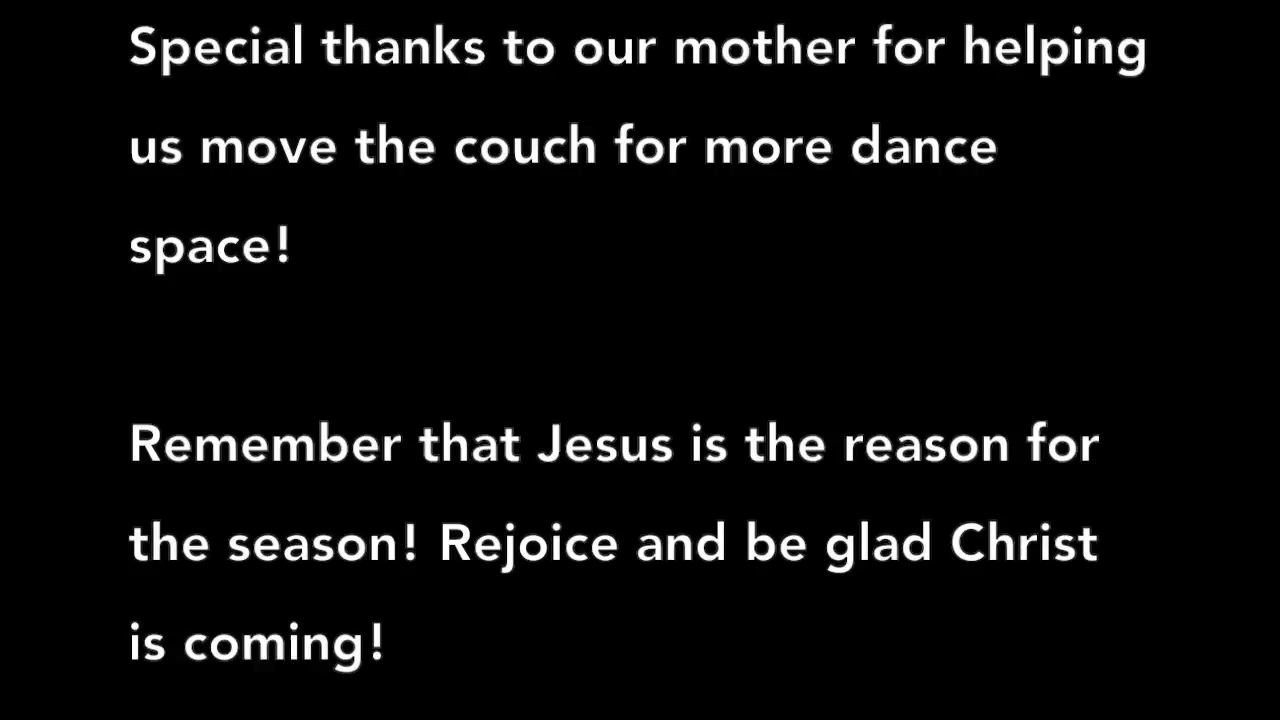 Special thanks to our mother for helping
us move the couch for more dance
space!
Remember that Jesus is the reason for
the season! Rejoice and be glad Christ
is coming!